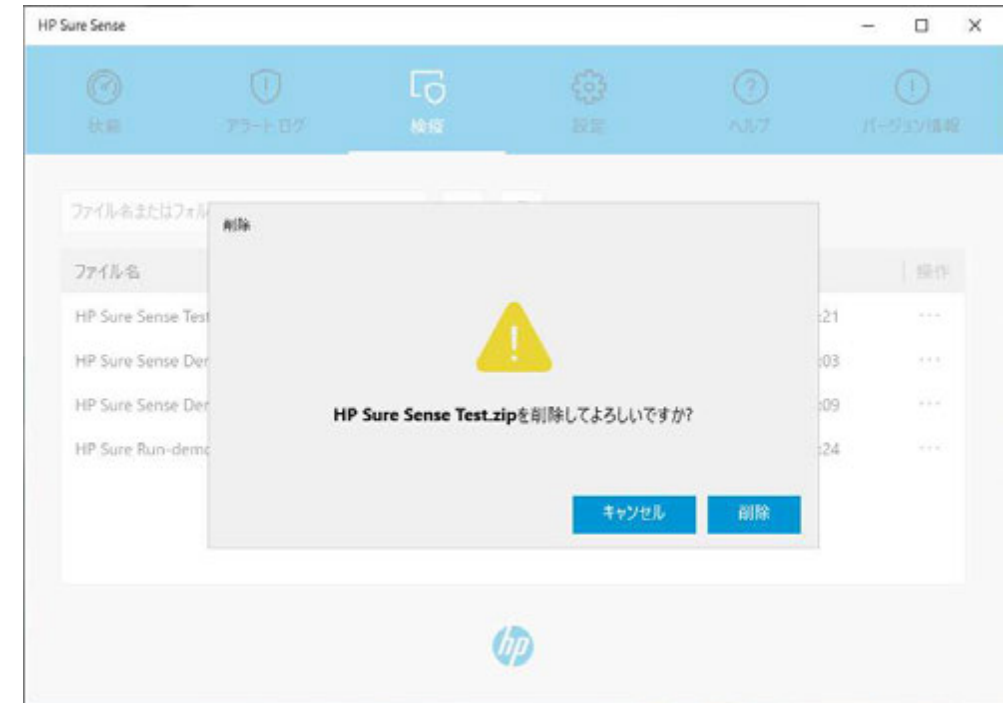 HP Sure Sense
状態
アラート ログ
検疫
設定
ヘルプ
バージョン情報
ファイル名またはフォル
削除
ファイル名
操作
HP Sure Sense Test
:21
HP Sure Sense Der
:03
HP Sure Sense Der
:09
HP Sure Run-demo
:24
HP Sure Sense Test.zipを削除してよろしいですか?
キャンセル
削除
hp